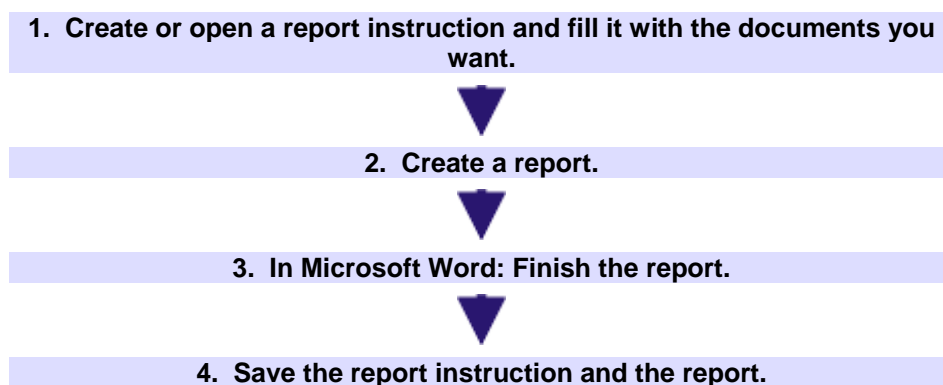 1. Create or open a report instruction and fill it with the documents you
want.
2. Create a report.
3. In Microsoft Word: Finish the report.
4. Save the report instruction and the report.